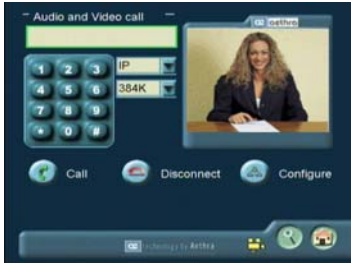 Audio and Video call
aethra
1 2 3
IP
4 5 6
384K
7 8 9
* 0 #
Call
Disconnect
Configure
technology by Aethra